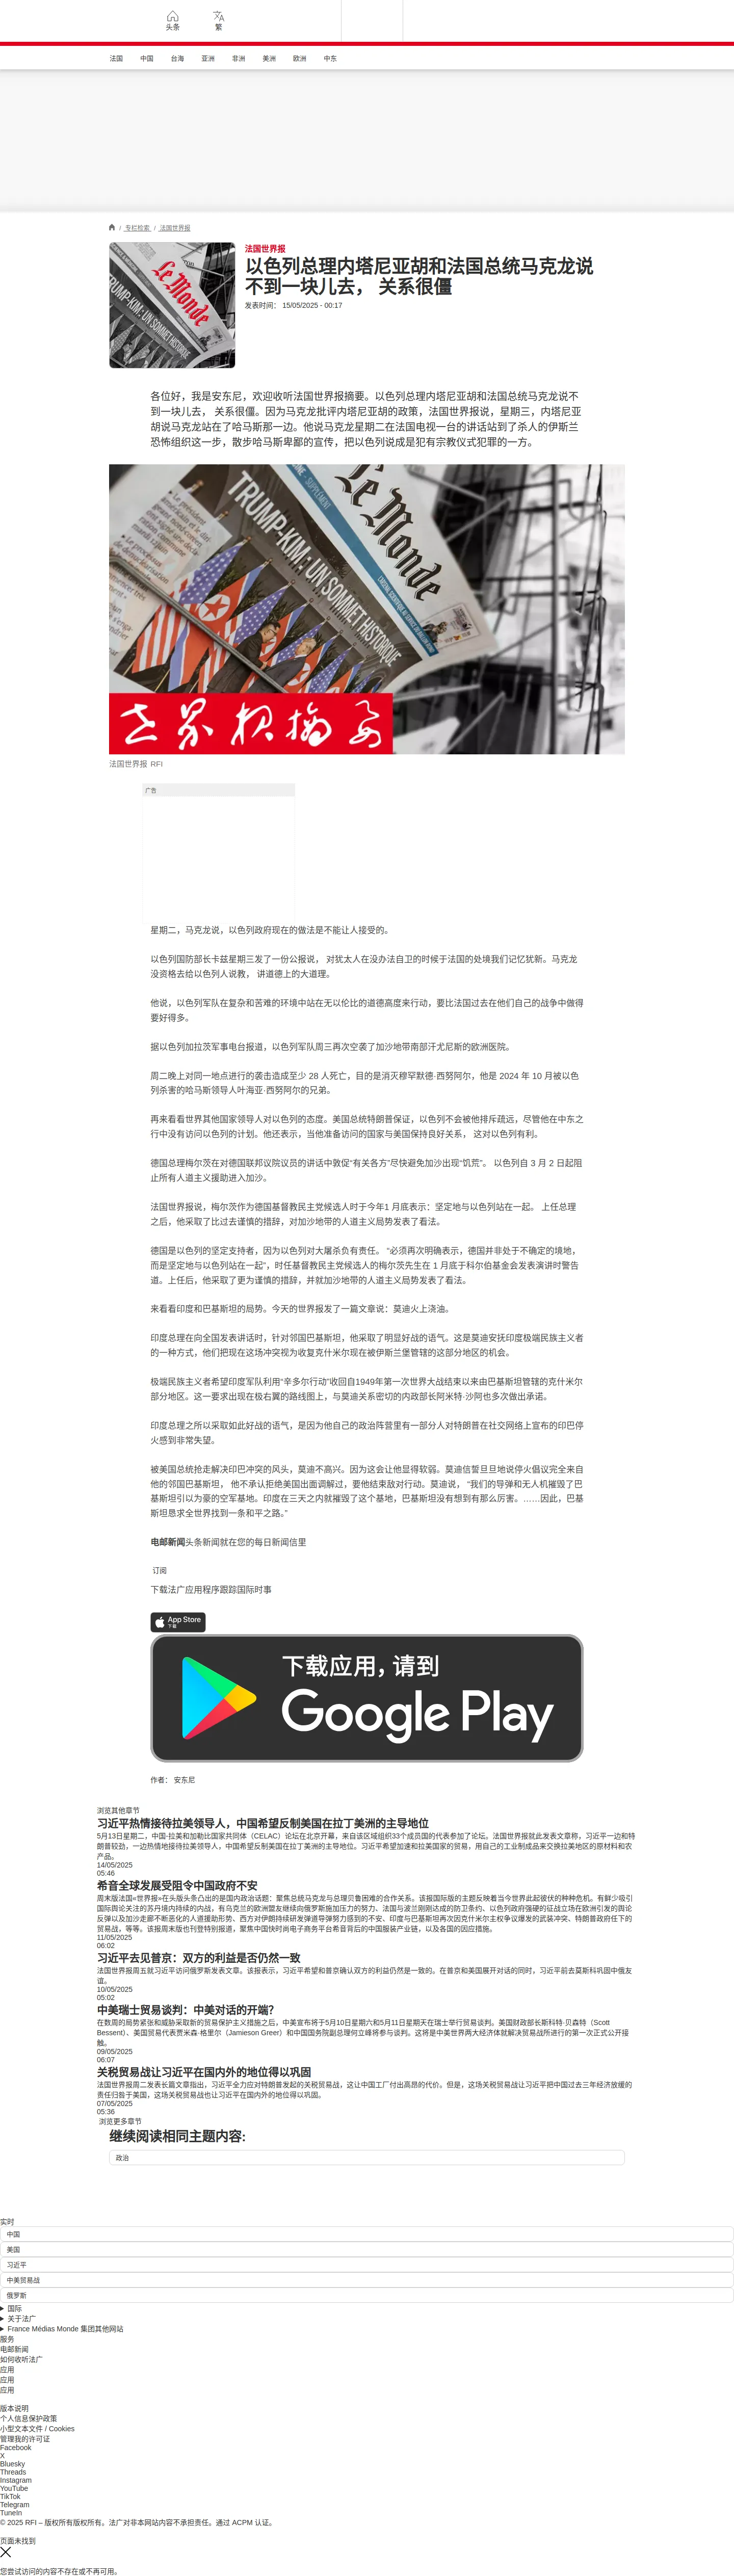 头条
繁
法国 中国 台海 亚洲 非洲 美洲 欧洲 中东
/ 专栏检索 / 法国世界报
法国世界报
以色列总理内塔尼亚胡和法国总统马克龙说
不到一块儿去， 关系很僵
发表时间： 15/05/2025 - 00:17
Le Monde
TRUMP-KIM : UN SOMMET HISTORIQUE
各位好，我是安东尼，欢迎收听法国世界报摘要。以色列总理内塔尼亚胡和法国总统马克龙说不
到一块儿去， 关系很僵。因为马克龙批评内塔尼亚胡的政策，法国世界报说，星期三，内塔尼亚
胡说马克龙站在了哈马斯那一边。他说马克龙星期二在法国电视一台的讲话站到了杀人的伊斯兰
恐怖组织这一步，散步哈马斯卑鄙的宣传，把以色列说成是犯有宗教仪式犯罪的一方。
Le Monde
TRUMP-KIM : UN SOMMET HISTORIQUE
世界报摘要
法国世界报 RFI
广告
星期二，马克龙说，以色列政府现在的做法是不能让人接受的。
以色列国防部长卡兹星期三发了一份公报说， 对犹太人在没办法自卫的时候于法国的处境我们记忆犹新。马克龙
没资格去给以色列人说教， 讲道德上的大道理。
他说，以色列军队在复杂和苦难的环境中站在无以伦比的道德高度来行动，要比法国过去在他们自己的战争中做得
要好得多。
据以色列加拉茨军事电台报道，以色列军队周三再次空袭了加沙地带南部汗尤尼斯的欧洲医院。
周二晚上对同一地点进行的袭击造成至少 28 人死亡，目的是消灭穆罕默德·西努阿尔，他是 2024 年 10 月被以色
列杀害的哈马斯领导人叶海亚·西努阿尔的兄弟。
再来看看世界其他国家领导人对以色列的态度。美国总统特朗普保证，以色列不会被他排斥疏远，尽管他在中东之
行中没有访问以色列的计划。他还表示，当他准备访问的国家与美国保持良好关系， 这对以色列有利。
德国总理梅尔茨在对德国联邦议院议员的讲话中敦促“有关各方”尽快避免加沙出现“饥荒”。 以色列自 3 月 2 日起阻
止所有人道主义援助进入加沙。
法国世界报说，梅尔茨作为德国基督教民主党候选人时于今年1 月底表示：坚定地与以色列站在一起。 上任总理
之后，他采取了比过去谨慎的措辞，对加沙地带的人道主义局势发表了看法。
德国是以色列的坚定支持者，因为以色列对大屠杀负有责任。 “必须再次明确表示，德国并非处于不确定的境地，
而是坚定地与以色列站在一起”，时任基督教民主党候选人的梅尔茨先生在 1 月底于科尔伯基金会发表演讲时警告
道。上任后，他采取了更为谨慎的措辞，并就加沙地带的人道主义局势发表了看法。
来看看印度和巴基斯坦的局势。今天的世界报发了一篇文章说：莫迪火上浇油。
印度总理在向全国发表讲话时，针对邻国巴基斯坦，他采取了明显好战的语气。这是莫迪安抚印度极端民族主义者
的一种方式，他们把现在这场冲突视为收复克什米尔现在被伊斯兰堡管辖的这部分地区的机会。
极端民族主义者希望印度军队利用“辛多尔行动”收回自1949年第一次世界大战结束以来由巴基斯坦管辖的克什米尔
部分地区。这一要求出现在极右翼的路线图上，与莫迪关系密切的内政部长阿米特·沙阿也多次做出承诺。
印度总理之所以采取如此好战的语气，是因为他自己的政治阵营里有一部分人对特朗普在社交网络上宣布的印巴停
火感到非常失望。
被美国总统抢走解决印巴冲突的风头，莫迪不高兴。因为这会让他显得软弱。莫迪信誓旦旦地说停火倡议完全来自
他的邻国巴基斯坦， 他不承认拒绝美国出面调解过，要他结束敌对行动。莫迪说， “我们的导弹和无人机摧毁了巴
基斯坦引以为豪的空军基地。印度在三天之内就摧毁了这个基地，巴基斯坦没有想到有那么厉害。……因此，巴基
斯坦恳求全世界找到一条和平之路。”
电邮新闻头条新闻就在您的每日新闻信里
订阅
下载法广应用程序跟踪国际时事
App Store
下载
下载应用，请到
Google Play
作者： 安东尼
浏览其他章节
习近平热情接待拉美领导人，中国希望反制美国在拉丁美洲的主导地位
5月13日星期二，中国-拉美和加勒比国家共同体（CELAC）论坛在北京开幕，来自该区域组织33个成员国的代表参加了论坛。法国世界报就此发表文章称，习近平一边和特
朗普较劲，一边热情地接待拉美领导人，中国希望反制美国在拉丁美洲的主导地位。习近平希望加速和拉美国家的贸易，用自己的工业制成品来交换拉美地区的原材料和农
产品。
14/05/2025
05:46
希音全球发展受阻令中国政府不安
周末版法国«世界报»在头版头条凸出的是国内政治话题：聚焦总统马克龙与总理贝鲁困难的合作关系。该报国际版的主题反映着当今世界此起彼伏的种种危机。有鲜少吸引
国际舆论关注的苏丹境内持续的内战，有乌克兰的欧洲盟友继续向俄罗斯施加压力的努力、法国与波兰刚刚达成的防卫条约、以色列政府强硬的征战立场在欧洲引发的舆论
反弹以及加沙走廊不断恶化的人道援助形势、西方对伊朗持续研发弹道导弹努力感到的不安、印度与巴基斯坦再次因克什米尔主权争议爆发的武装冲突、特朗普政府任下的
贸易战，等等。该报周末版也刊登特别报道，聚焦中国快时尚电子商务平台希音背后的中国服装产业链，以及各国的因应措施。
11/05/2025
06:02
习近平去见普京：双方的利益是否仍然一致
法国世界报周五就习近平访问俄罗斯发表文章。该报表示，习近平希望和普京确认双方的利益仍然是一致的。在普京和美国展开对话的同时，习近平前去莫斯科巩固中俄友
谊。
10/05/2025
05:02
中美瑞士贸易谈判：中美对话的开端？
在数周的局势紧张和威胁采取新的贸易保护主义措施之后，中美宣布将于5月10日星期六和5月11日星期天在瑞士举行贸易谈判。美国财政部长斯科特·贝森特（Scott
Bessent）、美国贸易代表贾米森·格里尔（Jamieson Greer）和中国国务院副总理何立峰将参与谈判。这将是中美世界两大经济体就解决贸易战所进行的第一次正式公开接
触。
09/05/2025
06:07
关税贸易战让习近平在国内外的地位得以巩固
法国世界报周二发表长篇文章指出，习近平全力应对特朗普发起的关税贸易战，这让中国工厂付出高昂的代价。但是，这场关税贸易战让习近平把中国过去三年经济放缓的
责任归咎于美国，这场关税贸易战也让习近平在国内外的地位得以巩固。
07/05/2025
05:36
浏览更多章节
继续阅读相同主题内容:
政治
实时
中国
美国
习近平
中美贸易战
俄罗斯
国际
关于法广
France Médias Monde 集团其他网站
服务
电邮新闻
如何收听法广
应用
应用
应用
版本说明
个人信息保护政策
小型文本文件 / Cookies
管理我的许可证
Facebook
X
Bluesky
Threads
Instagram
YouTube
TikTok
Telegram
TuneIn
© 2025 RFI – 版权所有版权所有。法广对非本网站内容不承担责任。通过 ACPM 认证。
页面未找到
您尝试访问的内容不存在或不再可用。